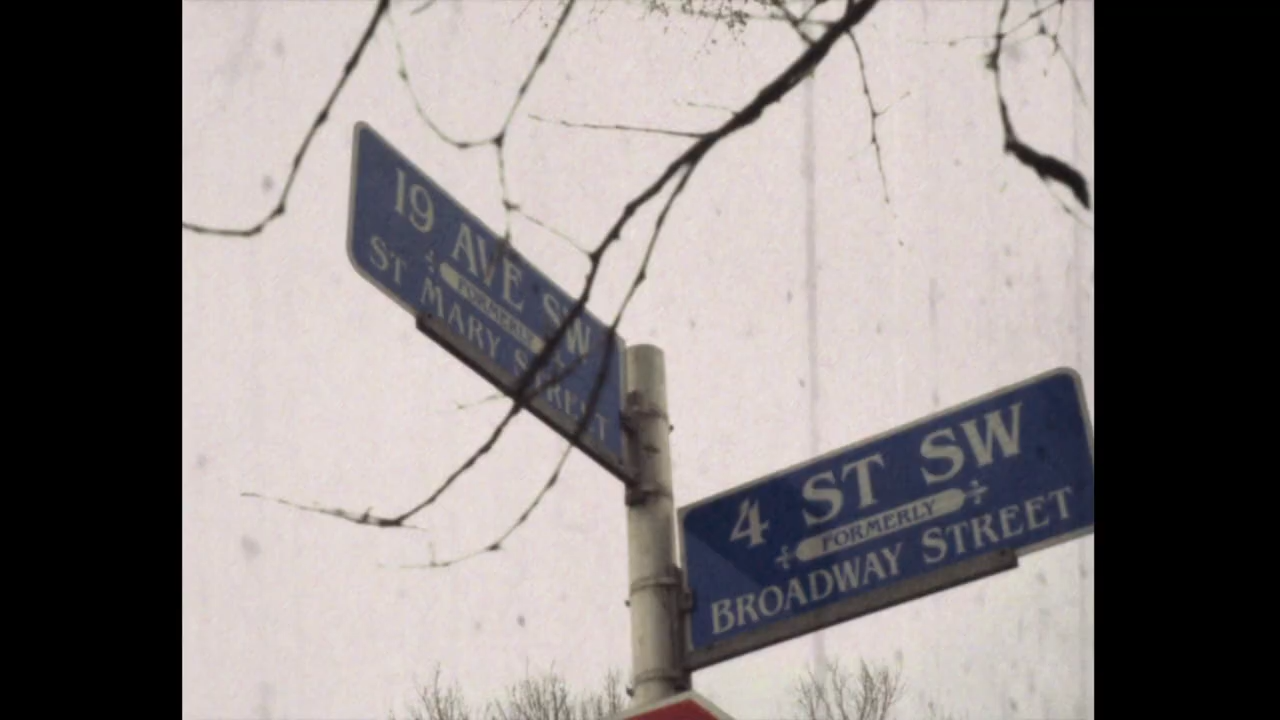 19 AVE SW
FORMERLY
ST MARY STREET
4 ST SW
FORMERLY
BROADWAY STREET